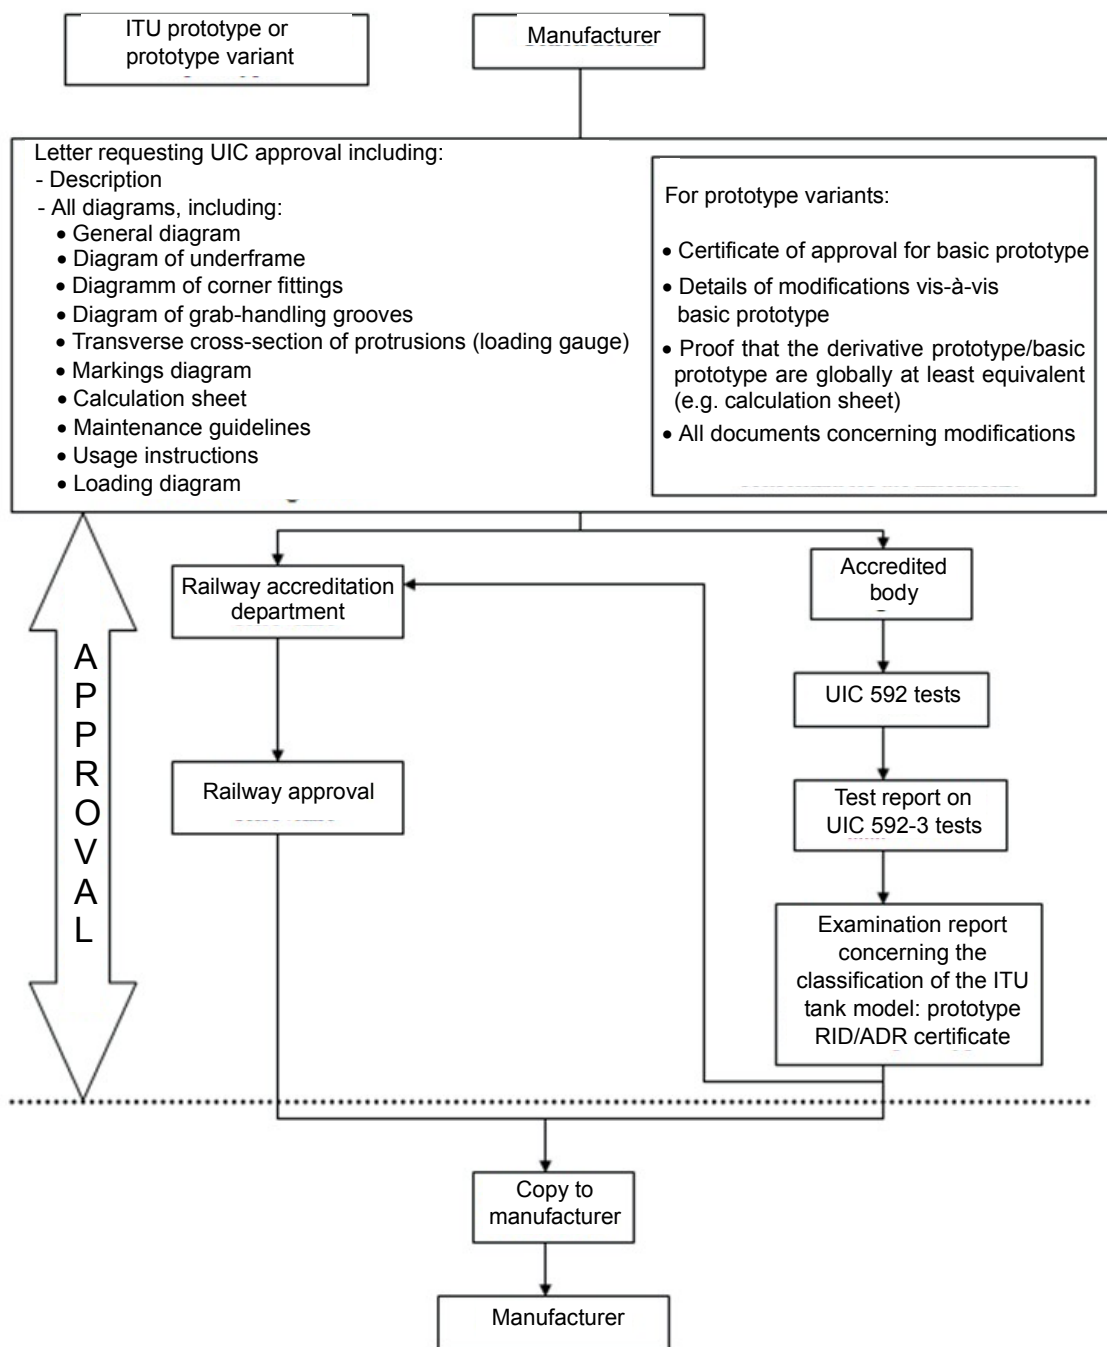 ITU prototype or
prototype variant
Manufacturer
Letter requesting UIC approval including:
- Description
- All diagrams, including:
• General diagram
• Diagram of underframe
• Diagramm of corner fittings
• Diagram of grab-handling grooves
• Transverse cross-section of protrusions (loading gauge)
• Markings diagram
• Calculation sheet
• Maintenance guidelines
• Usage instructions
• Loading diagram
For prototype variants:
• Certificate of approval for basic prototype
• Details of modifications vis-à-vis
basic prototype
• Proof that the derivative prototype/basic
prototype are globally at least equivalent
(e.g. calculation sheet)
• All documents concerning modifications
APPROVAL
Railway accreditation
department
Accredited
body
UIC 592 tests
Railway approval
Test report on
UIC 592-3 tests
Examination report
concerning the
classification of the ITU
tank model: prototype
RID/ADR certificate
Copy to
manufacturer
Manufacturer